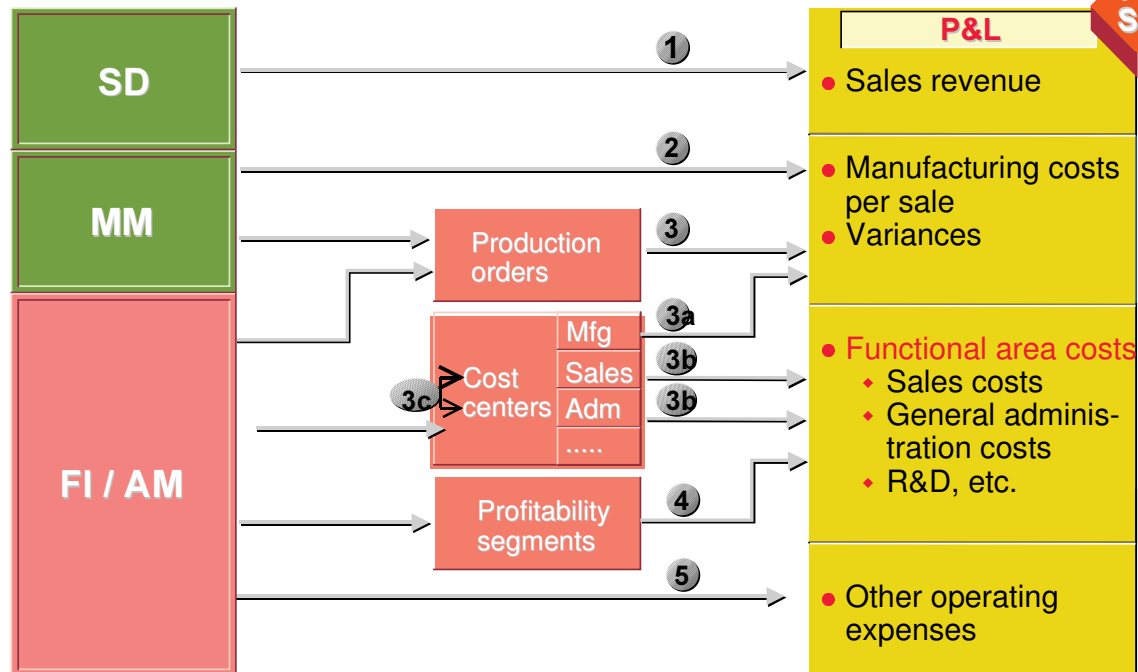 P&L
S
SD
1
● Sales revenue
MM
2
● Manufacturing costs
per sale
● Variances
Production
orders
3
FI / AM
Cost
centers
Mfg
Sales
Adm
.....
3a
3b
3b
3c
● Functional area costs
◆ Sales costs
◆ General adminis-
tration costs
◆ R&D, etc.
Profitability
segments
4
5
● Other operating
expenses